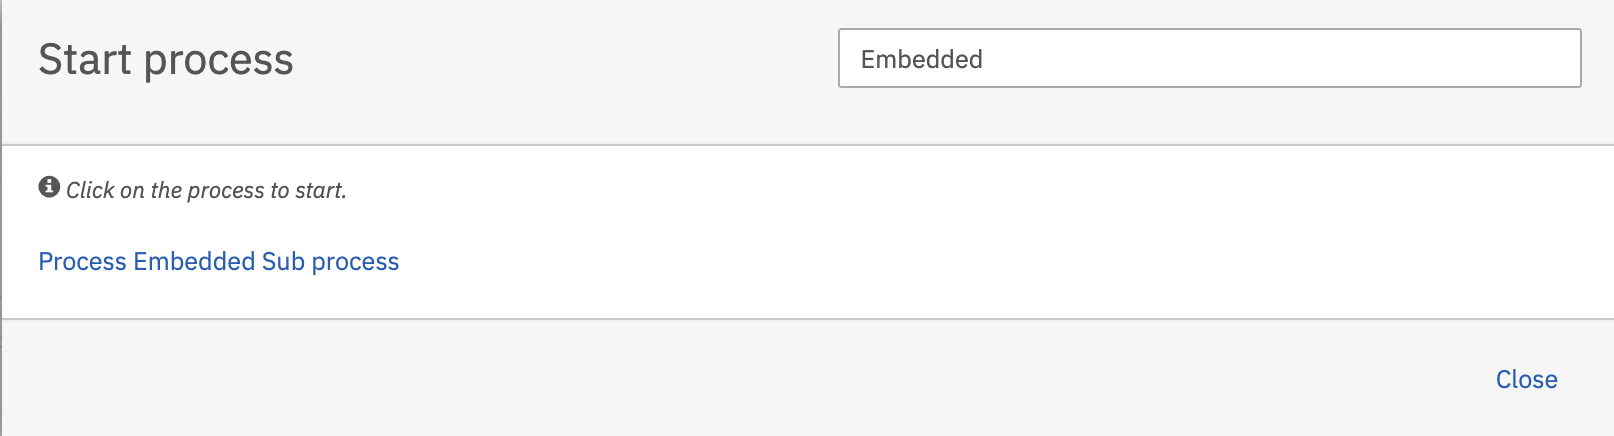 Start process
Embedded
Click on the process to start.
Process Embedded Sub process
Close